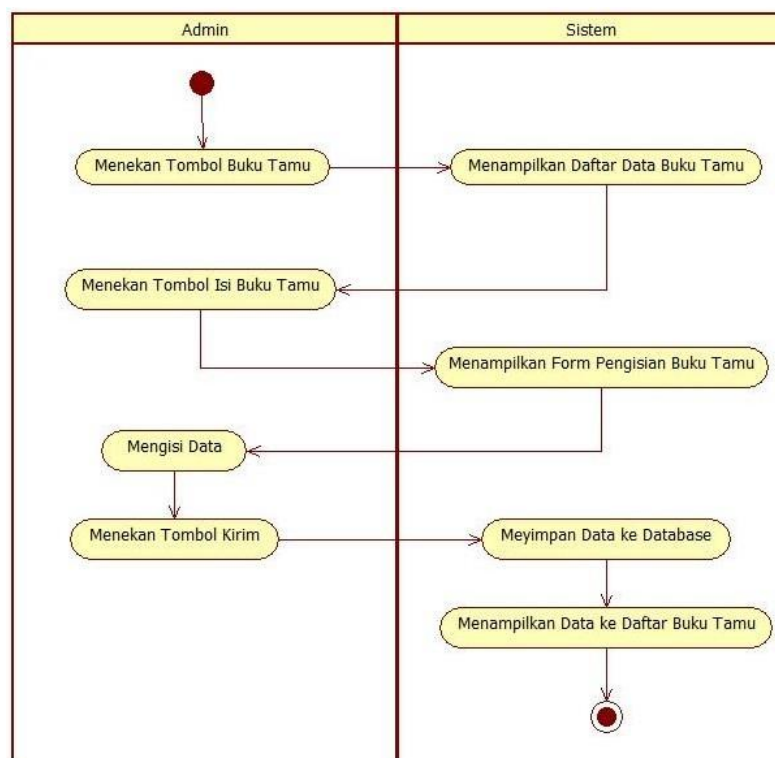 Admin
Sistem
Menekan Tombol Buku Tamu
Menampilkan Daftar Data Buku Tamu
Menekan Tombol Isi Buku Tamu
Menampilkan Form Pengisian Buku Tamu
Mengisi Data
Menekan Tombol Kirim
Meyimpan Data ke Database
Menampilkan Data ke Daftar Buku Tamu